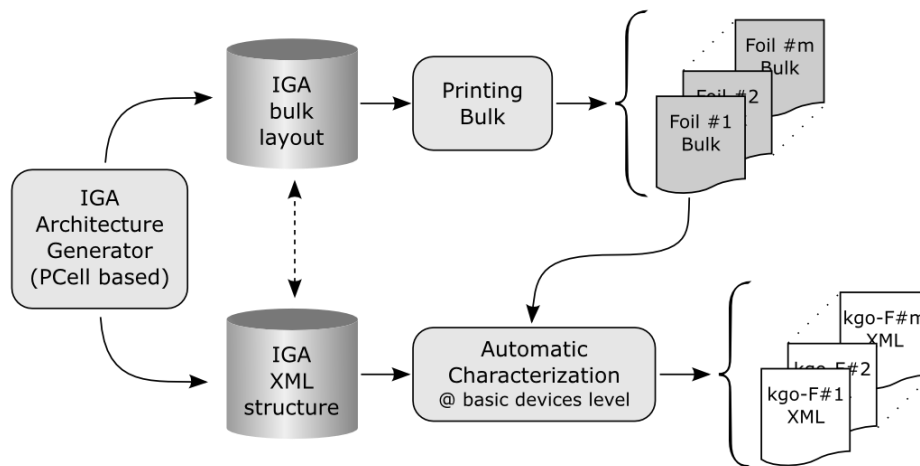 IGA
Architecture
Generator
(PCell based)
IGA
bulk
layout
Printing
Bulk
Foil #m
Bulk
Foil #2
Foil #1
Bulk
IGA
XML
structure
Automatic
Characterization
@ basic devices level
kgo-F#m
XML
kgo-F#2
kgo-F#1
XML